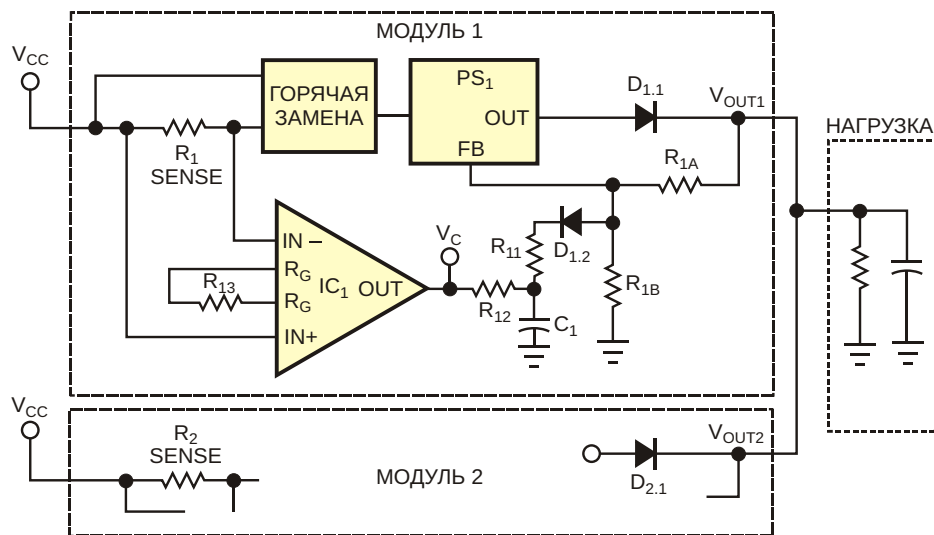 МОДУЛЬ 1
V_CC
ГОРЯЧАЯ
ЗАМЕНА
PS_1
OUT
FB
D_1.1
V_OUT1
НАГРУЗКА
R_1
SENSE
R_1A
IN –
R_G
R_G
IN+
IC_1
OUT
R_13
V_C
R_11
D_1.2
R_12
C_1
R_1B
V_CC
R_2
SENSE
МОДУЛЬ 2
D_2.1
V_OUT2